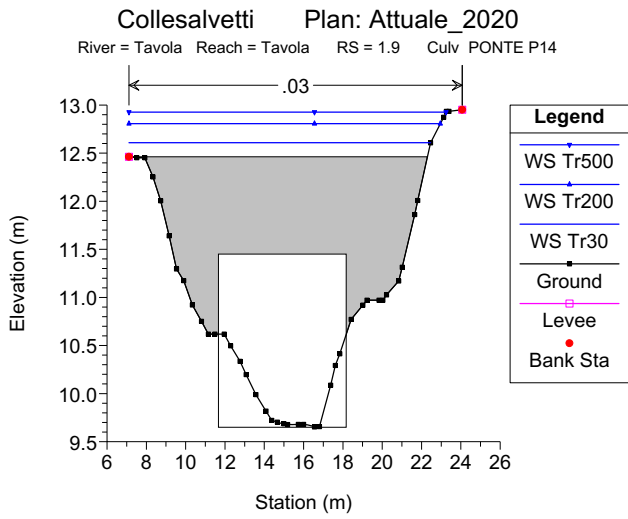 Collesalvetti Plan: Attuale_2020
River = Tavola Reach = Tavola RS = 1.9 Culv PONTE P14
.03
13.0
12.5
12.0
11.5
11.0
10.5
10.0
9.5
6 8 10 12 14 16 18 20 22 24 26
Station (m)
Elevation (m)
Legend
WS Tr500
WS Tr200
WS Tr30
Ground
Levee
Bank Sta